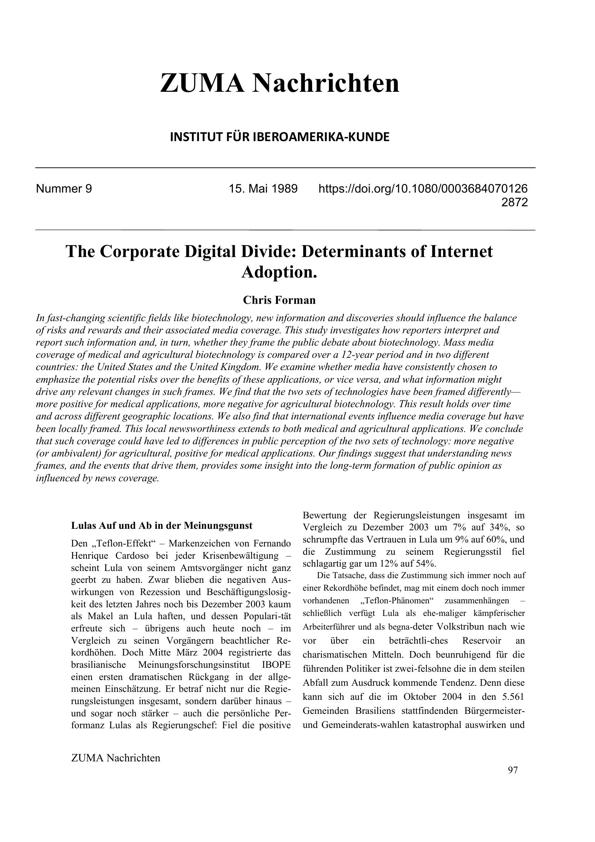 ZUMA Nachrichten
INSTITUT FÜR IBEROAMERIKA-KUNDE
Nummer 9
15. Mai 1989
https://doi.org/10.1080/0003684070126
2872
The Corporate Digital Divide: Determinants of Internet
Adoption.
Chris Forman
In fast-changing scientific fields like biotechnology, new information and discoveries should influence the balance
of risks and rewards and their associated media coverage. This study investigates how reporters interpret and
report such information and, in turn, whether they frame the public debate about biotechnology. Mass media
coverage of medical and agricultural biotechnology is compared over a 12-year period and in two different
countries: the United States and the United Kingdom. We examine whether media have consistently chosen to
emphasize the potential risks over the benefits of these applications, or vice versa, and what information might
drive any relevant changes in such frames. We find that the two sets of technologies have been framed differently—
more positive for medical applications, more negative for agricultural biotechnology. This result holds over time
and across different geographic locations. We also find that international events influence media coverage but have
been locally framed. This local newsworthiness extends to both medical and agricultural applications. We conclude
that such coverage could have led to differences in public perception of the two sets of technology: more negative
(or ambivalent) for agricultural, positive for medical applications. Our findings suggest that understanding news
frames, and the events that drive them, provides some insight into the long-term formation of public opinion as
influenced by news coverage.
Lulas Auf und Ab in der Meinungsgunst
Den „Teflon-Effekt“ – Markenzeichen von Fernando
Henrique Cardoso bei jeder Krisenbewältigung –
scheint Lula von seinem Amtsvorgänger nicht ganz
geerbt zu haben. Zwar blieben die negativen Aus-
wirkungen von Rezession und Beschäftigungslosig-
keit des letzten Jahres noch bis Dezember 2003 kaum
als Makel an Lula haften, und dessen Populari-tät
erfreute sich – übrigens auch heute noch – im
Vergleich zu seinen Vorgängern beachtlicher Re-
kordhöhen. Doch Mitte März 2004 registrierte das
brasilianische Meinungsforschungsinstitut IBOPE
einen ersten dramatischen Rückgang in der allge-
meinen Einschätzung. Er betraf nicht nur die Regie-
rungsleistungen insgesamt, sondern darüber hinaus –
und sogar noch stärker – auch die persönliche Per-
formanz Lulas als Regierungschef: Fiel die positive
Bewertung der Regierungsleistungen insgesamt im
Vergleich zu Dezember 2003 um 7% auf 34%, so
schrumpfte das Vertrauen in Lula um 9% auf 60%, und
die Zustimmung zu seinem Regierungsstil fiel
schlagartig gar um 12% auf 54%.
Die Tatsache, dass die Zustimmung sich immer noch auf
einer Rekordhöhe befindet, mag mit einem doch noch immer
vorhandenen „Teflon-Phänomen“ zusammenhängen –
schließlich verfügt Lula als ehe-maliger kämpferischer
Arbeiterführer und als begna-deter Volkstribun nach wie
vor über ein beträchtli-ches Reservoir an
charismatischen Mitteln. Doch beunruhigend für die
führenden Politiker ist zwei-felsohne die in dem steilen
Abfall zum Ausdruck kommende Tendenz. Denn diese
kann sich auf die im Oktober 2004 in den 5.561
Gemeinden Brasiliens stattfindenden Bürgermeister-
und Gemeinderats-wahlen katastrophal auswirken und
ZUMA Nachrichten
97